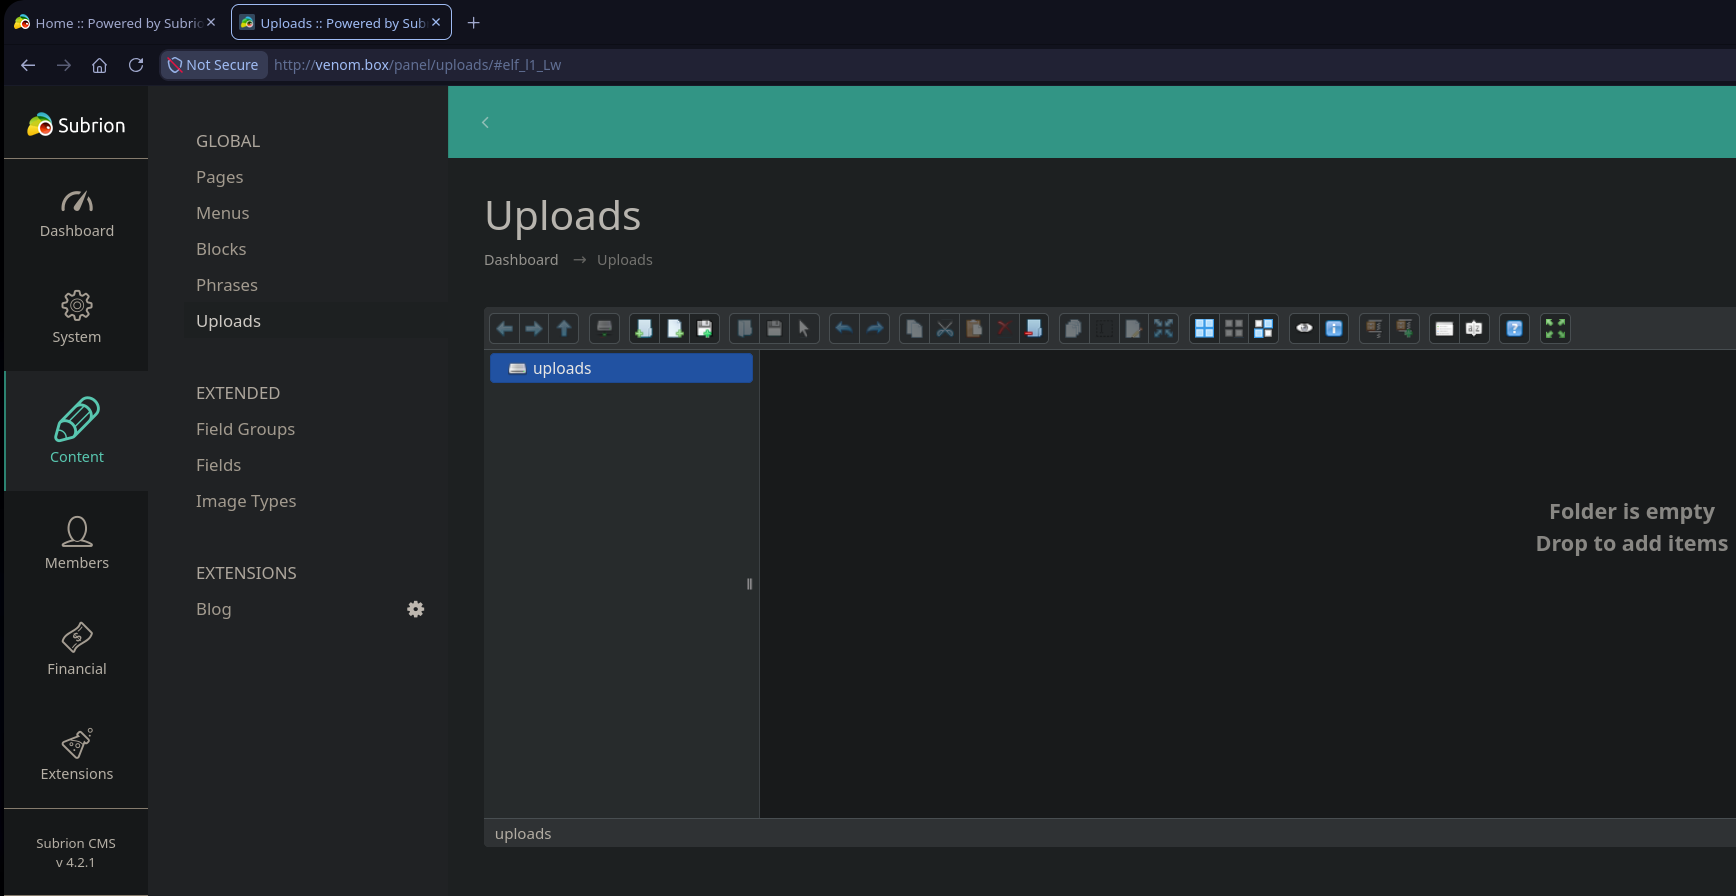 Home :: Powered by Subric
Uploads :: Powered by Sub
Not Secure
http://venom.box/panel/uploads/#elf_l1_Lw
Subrion
Dashboard
System
Content
Members
Financial
Extensions
Subrion CMS
v 4.2.1
GLOBAL
Pages
Menus
Blocks
Phrases
Uploads
EXTENDED
Field Groups
Fields
Image Types
EXTENSIONS
Blog
Uploads
Dashboard → Uploads
uploads
Folder is empty
Drop to add items
uploads